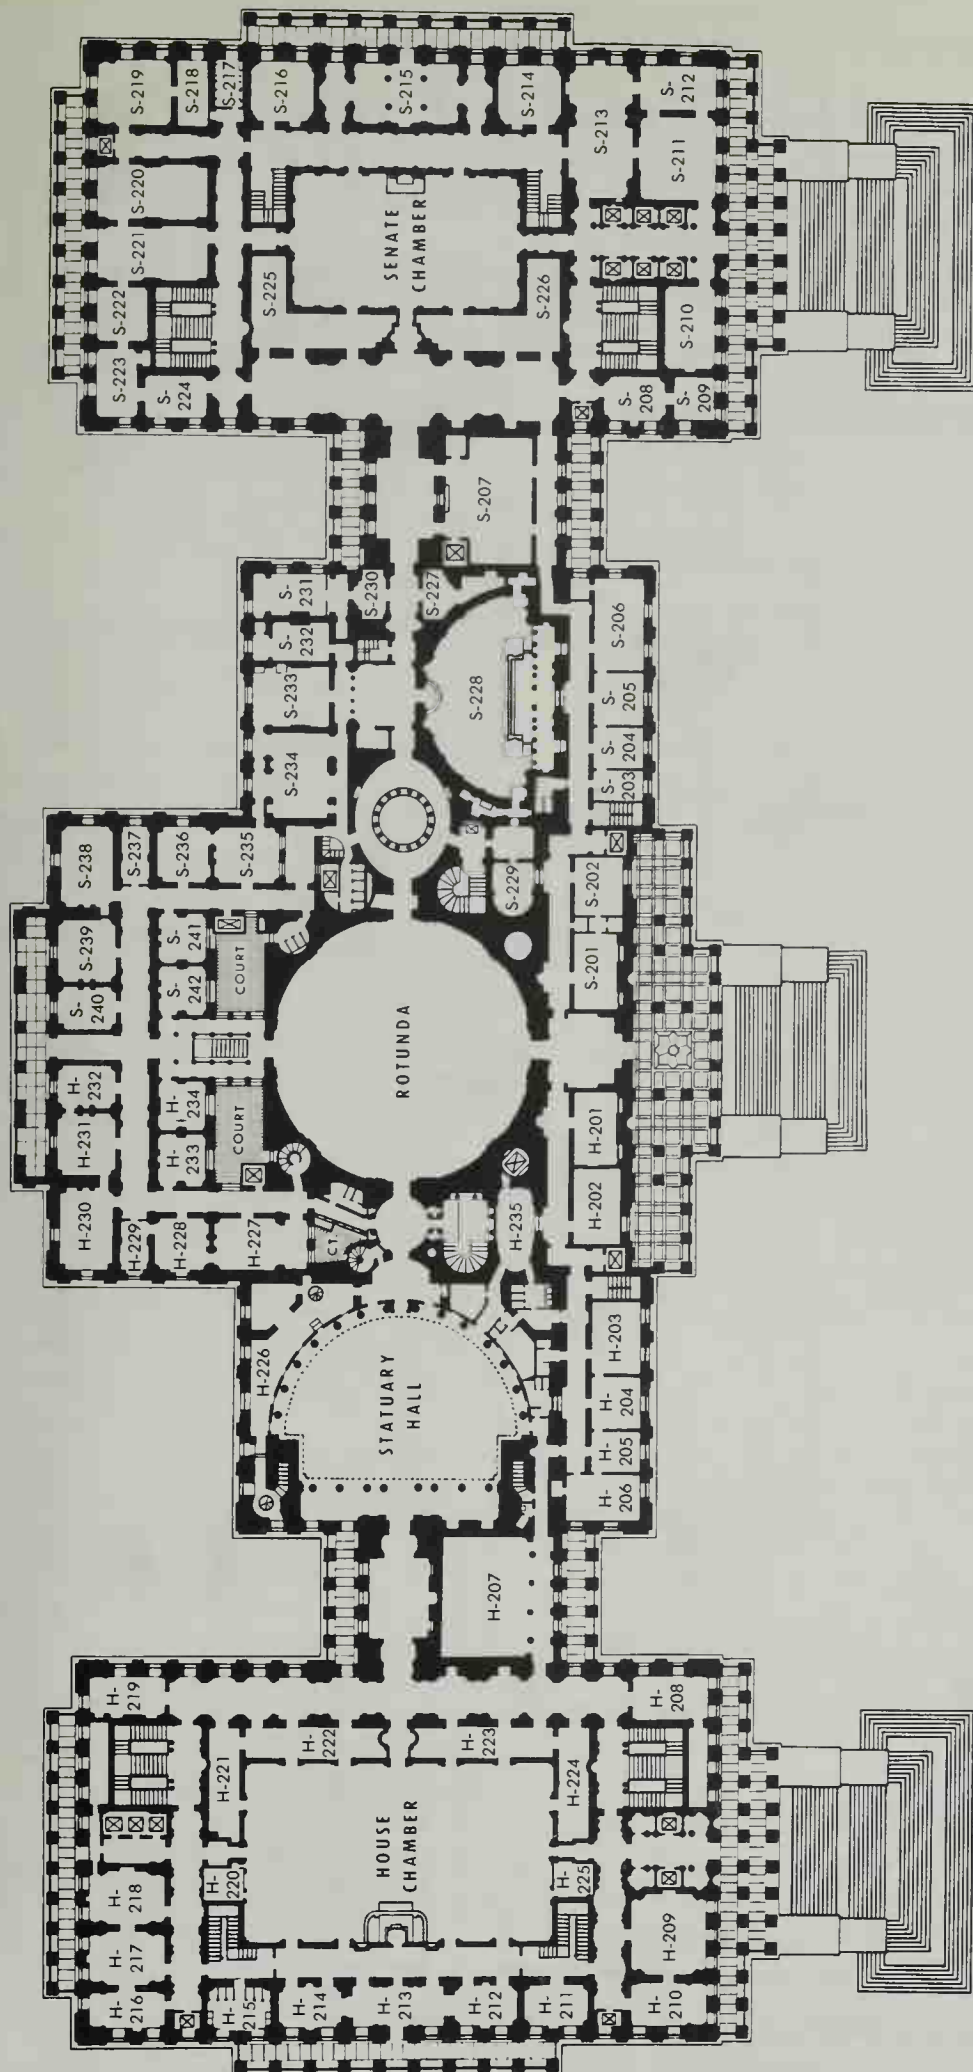 S-219
S-218
S-217
S-216
S-215
S-214
S-213
S-
212
S-211
S-220
S-221
S-222
S-223
S-
224
S-225
SENATE
CHAMBER
S-226
S-210
S-
208
S-
209
S-207
S-
231
S-230
S-227
S-
232
S-233
S-234
S-228
S-206
S-
205
S-
204
S-
203
S-238
S-237
S-236
S-235
S-229
S-202
S-239
S-
241
S-
240
S-
242
COURT
S-201
ROTUNDA
H-
232
H-
234
H-231
H-
233
COURT
H-201
H-230
H-229
H-228
H-227
CT.
H-235
H-202
H-226
STATUARY
HALL
H-203
H-
204
H-
205
H-
206
H-207
H-
219
H-
208
H-
222
H-
223
H-221
H-224
HOUSE
CHAMBER
H-
218
H-
220
H-
225
H-
217
H-209
H-
216
H-
215
H-
214
H-
213
H-
212
H-
211
H-
210